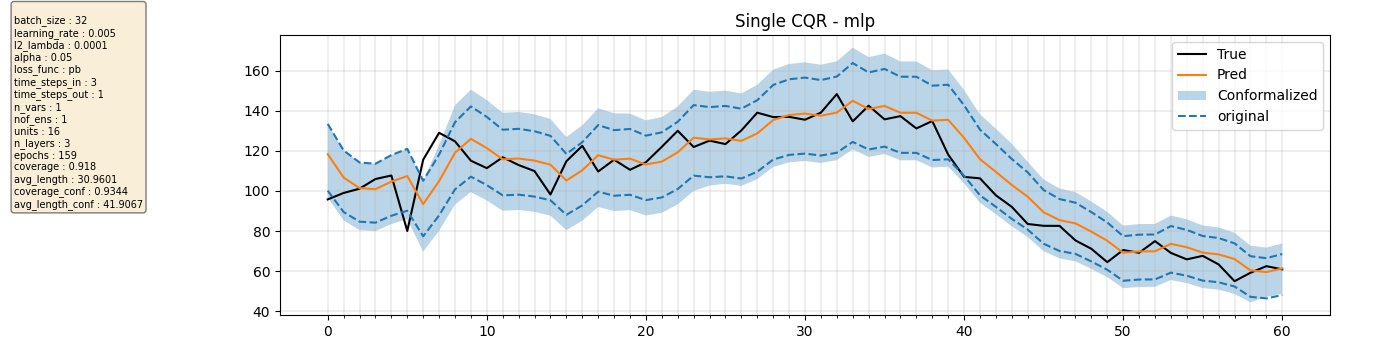 batch_size : 32
learning_rate : 0.005
l2_lambda : 0.0001
alpha : 0.05
loss_func : pb
time_steps_in : 3
time_steps_out : 1
n_vars : 1
nof_ens : 1
units : 16
n_layers : 3
epochs : 159
coverage : 0.918
avg_length : 30.9601
coverage_conf : 0.9344
avg_length_conf : 41.9067
Single CQR - mlp
True
Pred
Conformalized
original
160
140
120
100
80
60
40
0 10 20 30 40 50 60